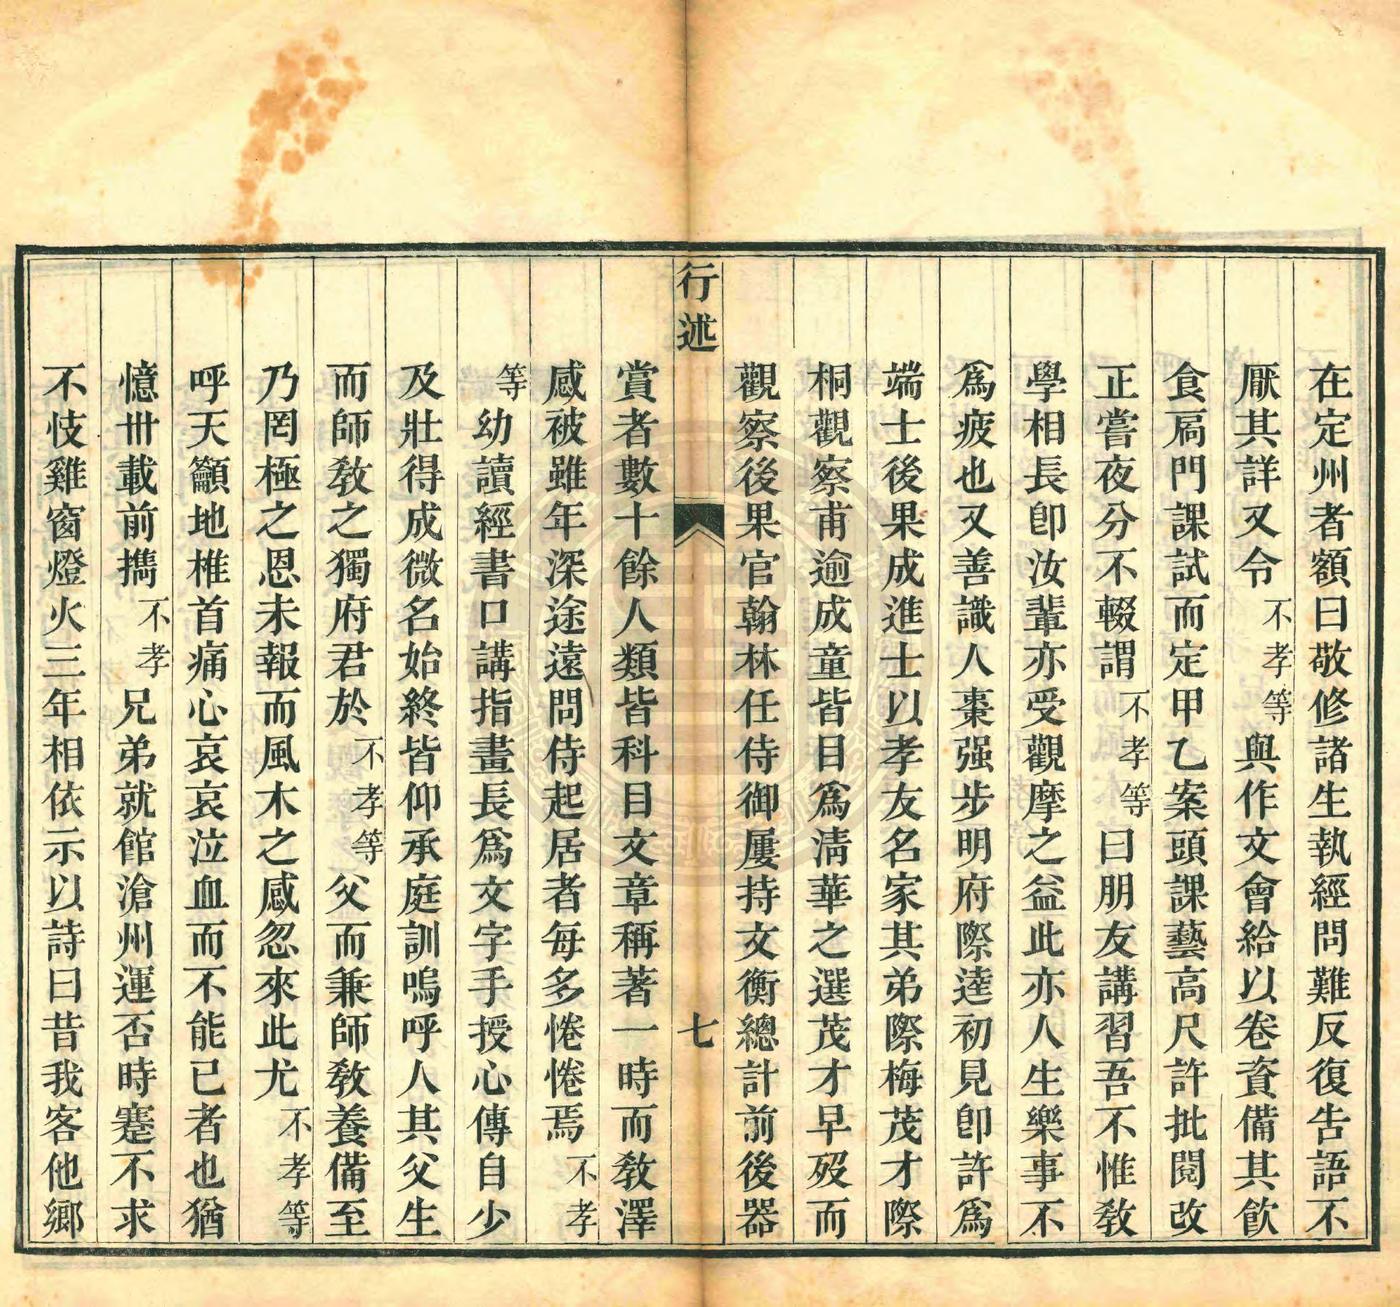 在定州者額曰敬修諸生執經問難反復告語不
厭其詳又令不孝等與作文會給以卷資備其飲
食扃門課試而定甲乙案頭課藝高尺許批閱改
正嘗夜分不輟謂不孝等曰朋友講習吾不惟敎
學相長卽汝輩亦受觀摩之益此亦人生樂事不
爲疲也又善識人棗强步明府際逵初見卽許爲
端士後果成進士以孝友名家其弟際梅茂才際
桐觀察甫逾成童皆目爲淸華之選茂才早歿而
觀察後果官翰林任侍御屢持文衡總計前後器
行述
七
賞者數十餘人類皆科目文章稱著一時而敎澤
感被雖年深途遠問侍起居者每多惓惓焉不孝
等幼讀經書口講指畫長爲文字手授心傳自少
及壯得成微名始終皆仰承庭訓嗚呼人其父生
而師敎之獨府君於不孝等父而兼師敎養備至
乃罔極之恩未報而風木之感忽來此尤不孝等
呼天籲地椎首痛心哀哀泣血而不能已者也猶
憶卅載前擕不孝兄弟就館滄州運否時蹇不求
不忮雞窗燈火三年相依示以詩曰昔我客他鄉